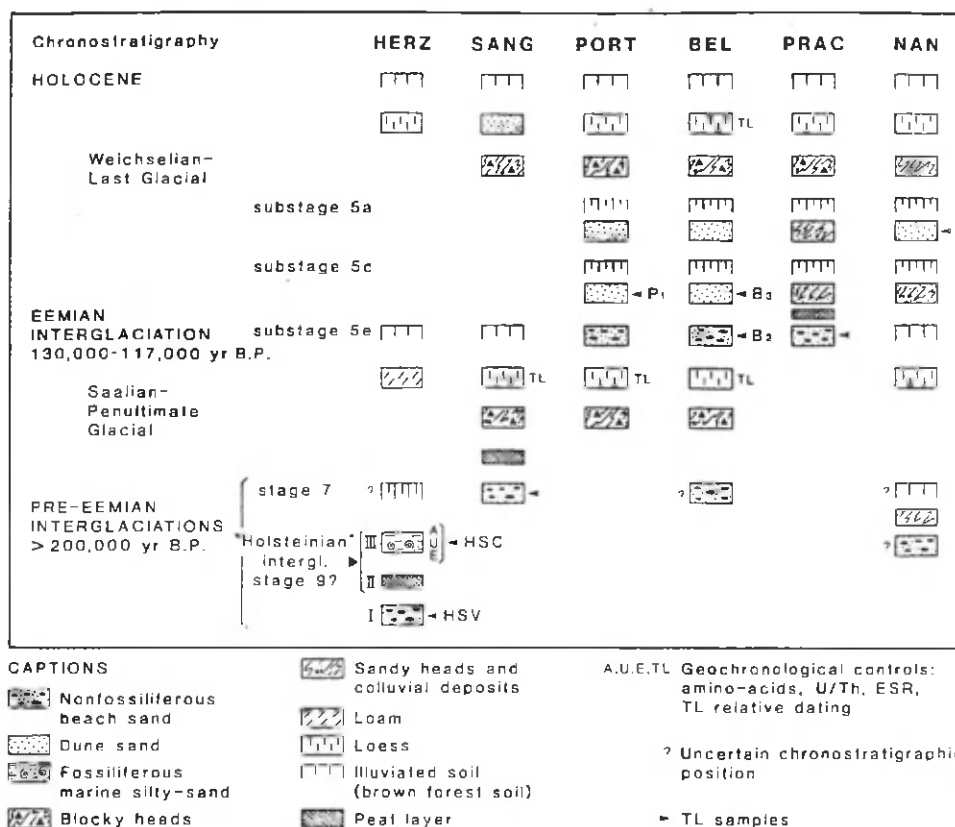 Chronostratigraphy HERZ SANG PORT BEL PRAC NAN
HOLOCENE
TL
Weichselian-
Last Glacial
substage 5a
substage 5c
P1 B3
EEMIAN
INTERGLACIATION substage 5e B2
130,000-117,000 yr B.P.
TL TL TL
Saalian-
Penultimate
Glacial
stage 7 ? ? ?
PRE-EEMIAN
INTERGLACIATIONS
> 200,000 yr B.P.
"Holsteinian" III A U E HSC ?
intergl.
stage 9? II
I HSV
CAPTIONS
Nonfossiliferous
beach sand
Dune sand
Fossiliferous
marine silty-sand
Blocky heads
Sandy heads and
colluvial deposits
Loam
Loess
Illuviated soil
(brown forest soil)
Peat layer
A.U.E,TL Geochronological controls:
amino-acids, U/Th, ESR,
TL relative dating
? Uncertain chronostratigraphic
position
TL samples